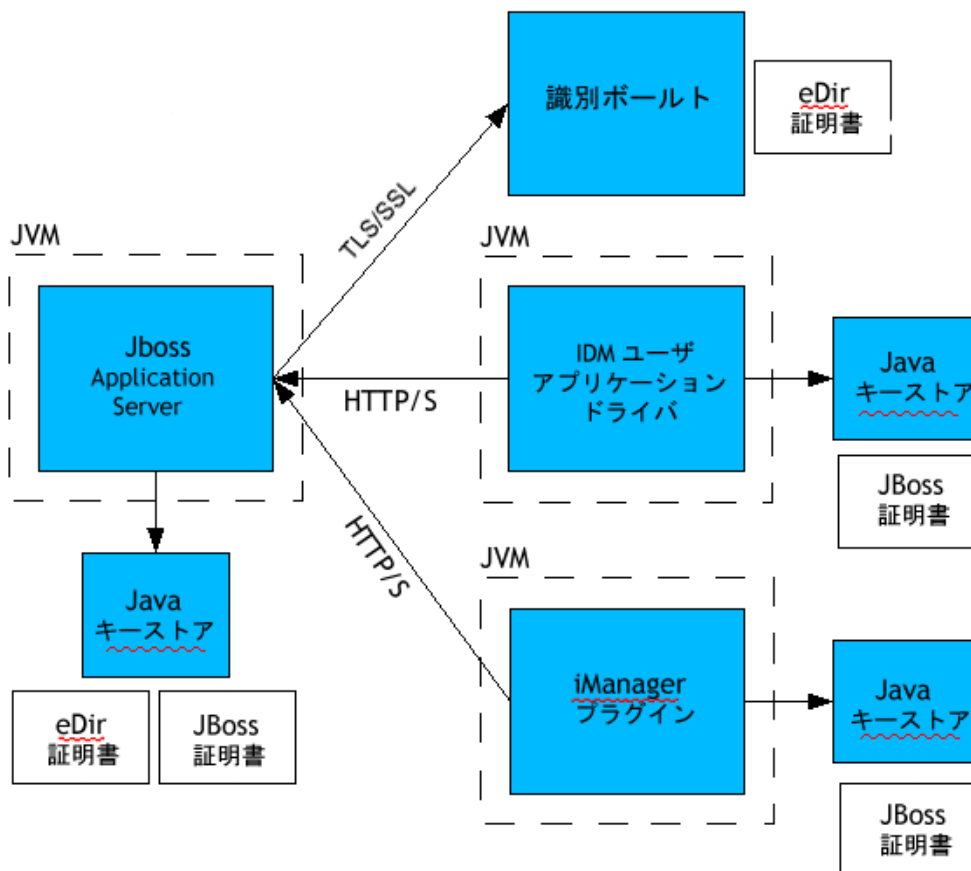 識別ボールト
eDir
証明書
TLS/SSL
JVM
Jboss
Application
Server
JVM
IDM ユーザ
アプリケーション
ドライバ
HTTP/S
Java
キーストア
JBoss
証明書
HTTP/S
Java
キーストア
eDir
証明書
JBoss
証明書
JVM
iManager
プラグイン
Java
キーストア
JBoss
証明書